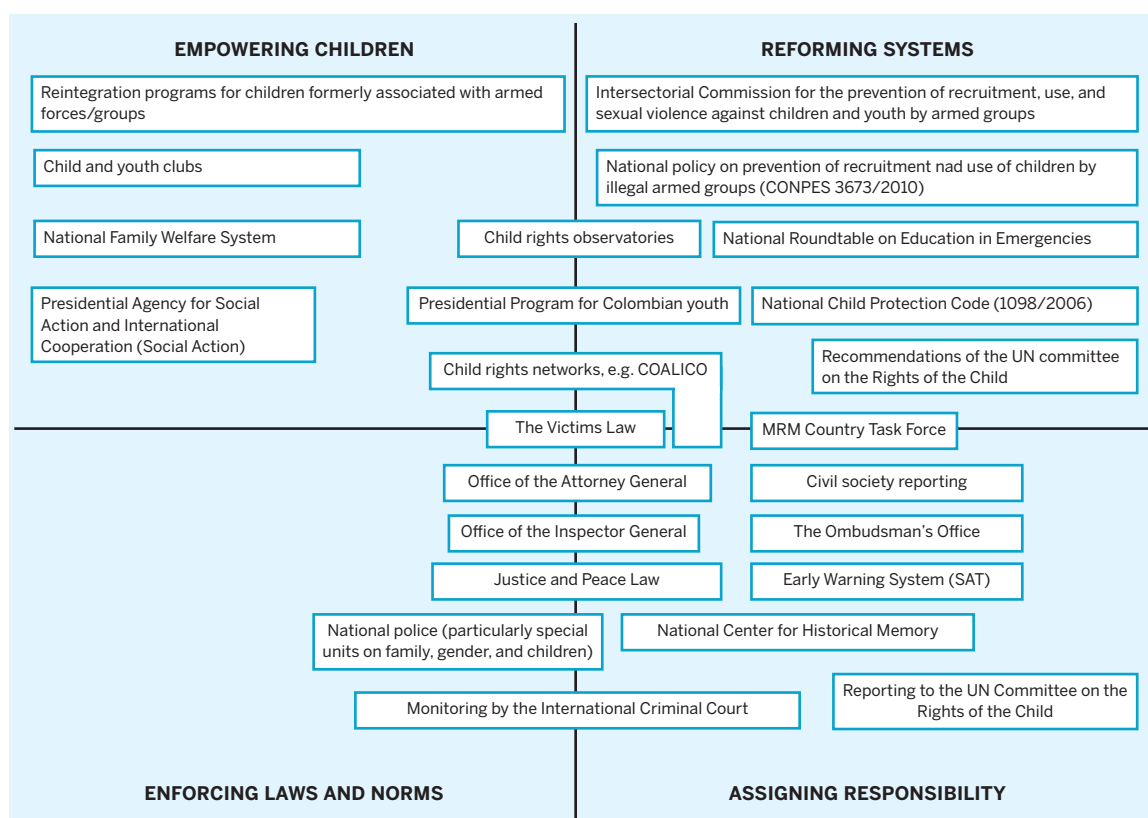 EMPOWERING CHILDREN
REFORMING SYSTEMS
Reintegration programs for children formerly associated with armed
forces/groups
Intersectorial Commission for the prevention of recruitment, use, and
sexual violence against children and youth by armed groups
Child and youth clubs
National policy on prevention of recruitment nad use of children by
illegal armed groups (CONPES 3673/2010)
National Family Welfare System
Child rights observatories
National Roundtable on Education in Emergencies
Presidential Agency for Social
Action and International
Cooperation (Social Action)
Presidential Program for Colombian youth
National Child Protection Code (1098/2006)
Child rights networks, e.g. COALICO
Recommendations of the UN committee
on the Rights of the Child
The Victims Law
MRM Country Task Force
Office of the Attorney General
Civil society reporting
Office of the Inspector General
The Ombudsman's Office
Justice and Peace Law
Early Warning System (SAT)
National police (particularly special
units on family, gender, and children)
National Center for Historical Memory
Monitoring by the International Criminal Court
Reporting to the UN Committee on the
Rights of the Child
ENFORCING LAWS AND NORMS
ASSIGNING RESPONSIBILITY